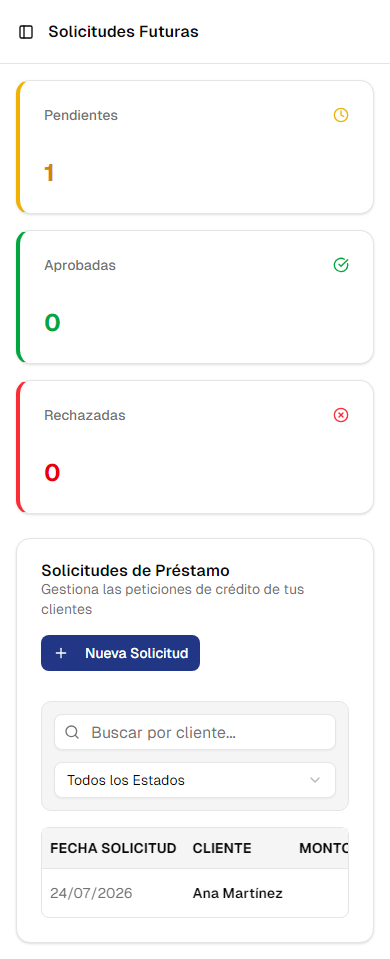 Solicitudes Futuras
Pendientes
1
Aprobadas
0
Rechazadas
0
Solicitudes de Préstamo
Gestiona las peticiones de crédito de tus
clientes
Nueva Solicitud
Buscar por cliente...
Todos los Estados
FECHA SOLICITUD CLIENTE MONTO
24/07/2026 Ana Martínez